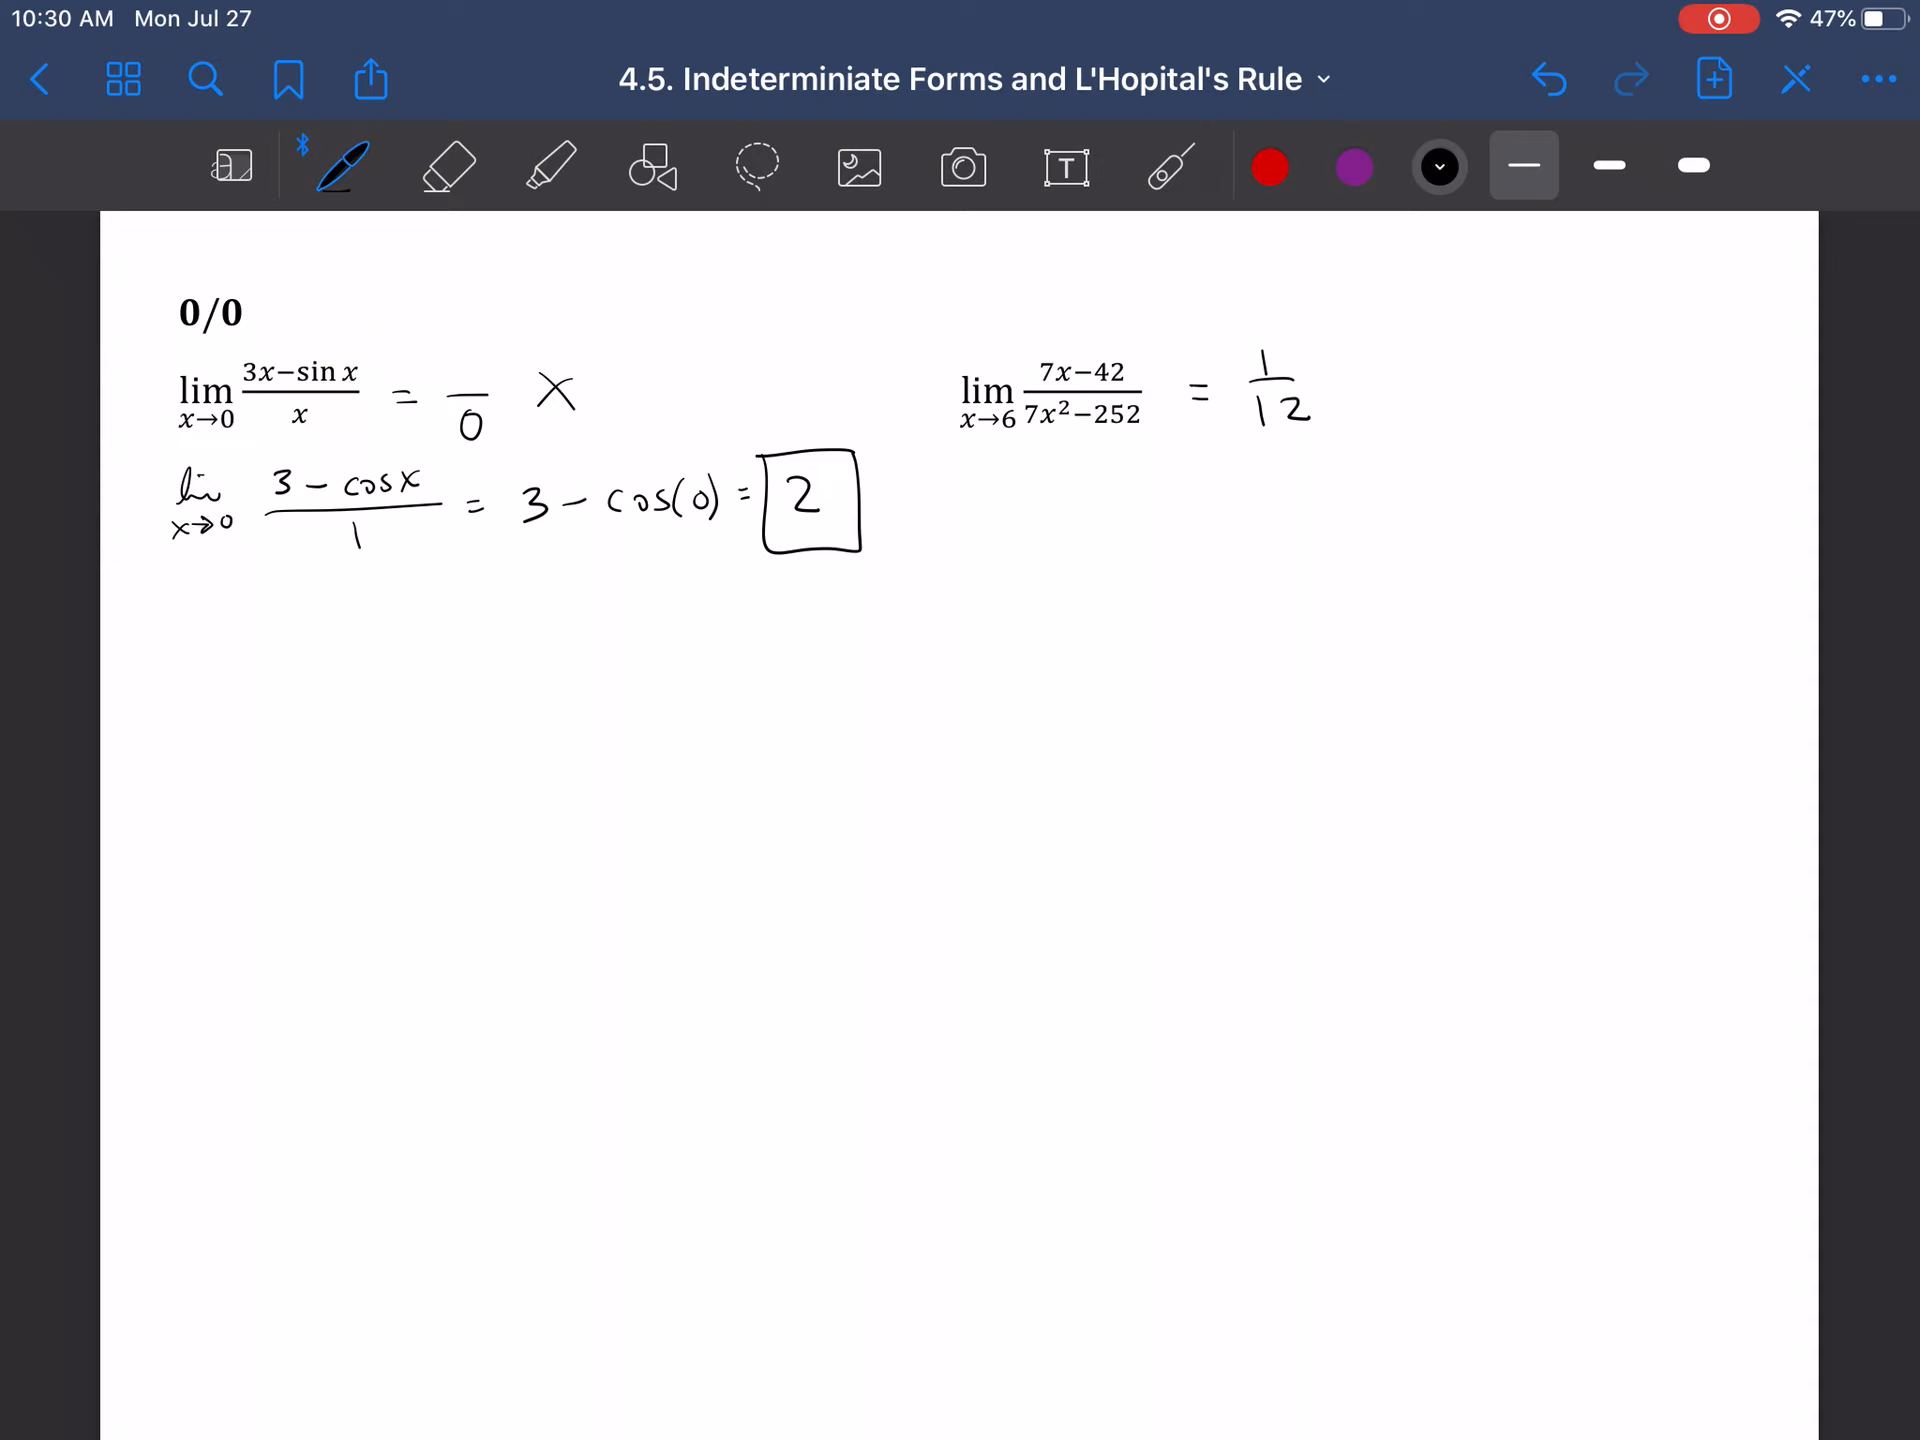 10:30 AM Mon Jul 27
47%
4.5. Indeterminiate Forms and L'Hopital's Rule
T
0/0
lim x→0 (3x−sin x)/x = /0 X
lim x→0 (3 − cos x)/1 = 3 − cos(0) = 2
lim x→6 (7x−42)/(7x²−252) = 1/12